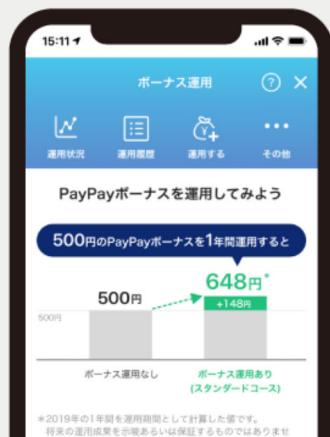 15:11
ボーナス運用
運用状況 運用履歴 運用する その他
PayPayボーナスを運用してみよう
500円のPayPayボーナスを1年間運用すると
648円*
500円
+148円
500円
ボーナス運用なし
ボーナス運用あり
(スタンダードコース)
*2019年の1年間を運用期間として計算した値です。
将来の運用成果を示唆あるいは保証するものではありませ